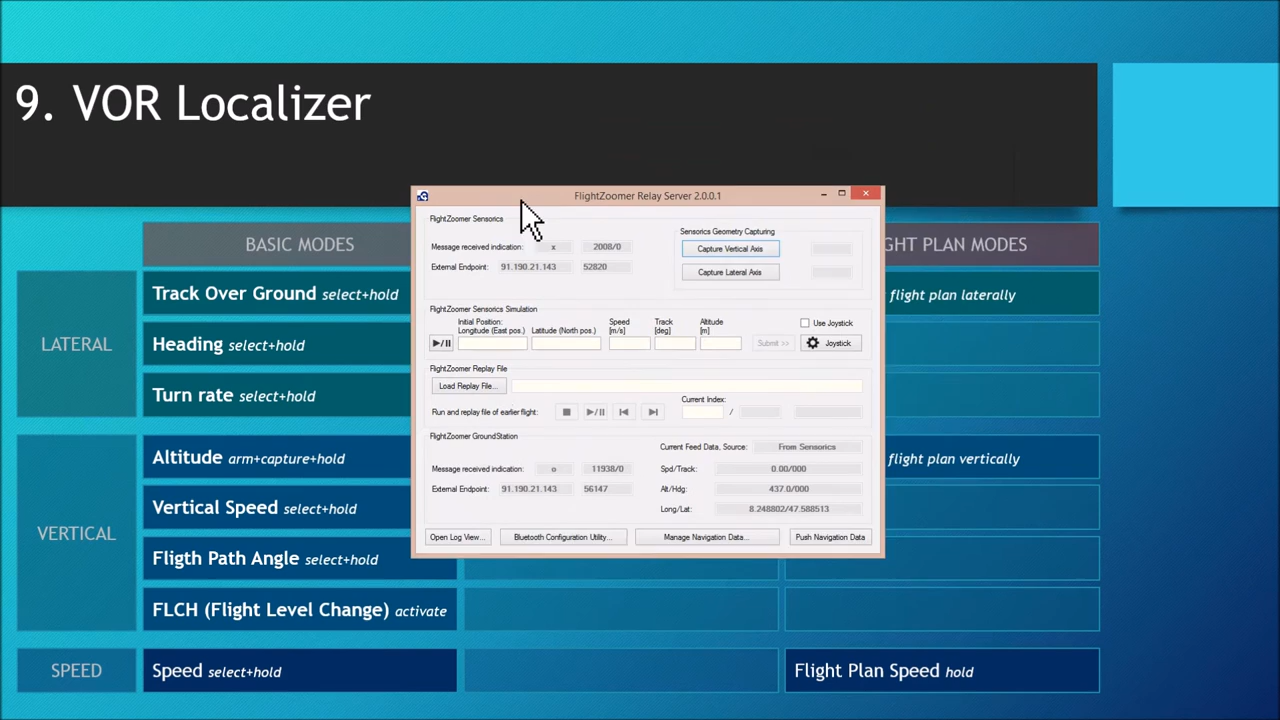 9. VOR Localizer
FlightZoomer Relay Server 2.0.0.1
FlightZoomer Sensorics
Message received indication: x 2008/0
External Endpoint: 91.190.21.143 52820
Sensorics Geometry Capturing
Capture Vertical Axis
Capture Lateral Axis
FlightZoomer Sensorics Simulation
Initial Position:
Longitude (East pos.) Latitude (North pos.)
Speed
[m/s]
Track
[deg]
Altitude
[m]
Use Joystick
Submit >>
Joystick
FlightZoomer Replay File
Load Replay File...
Run and replay file of earlier flight:
Current Index:
/
FlightZoomer GroundStation
Message received indication: o 11938/0
External Endpoint: 91.190.21.143 56147
Current Feed Data, Source: From Sensorics
Spd/Track: 0.00/000
Alt/Hdg: 437.0/000
Long/Lat: 8.248802/47.588513
Open Log View...
Bluetooth Configuration Utility...
Manage Navigation Data...
Push Navigation Data
BASIC MODES
GHT PLAN MODES
LATERAL
Track Over Ground select+hold
flight plan laterally
Heading select+hold
Turn rate select+hold
VERTICAL
Altitude arm+capture+hold
flight plan vertically
Vertical Speed select+hold
Fligth Path Angle select+hold
FLCH (Flight Level Change) activate
SPEED
Speed select+hold
Flight Plan Speed hold